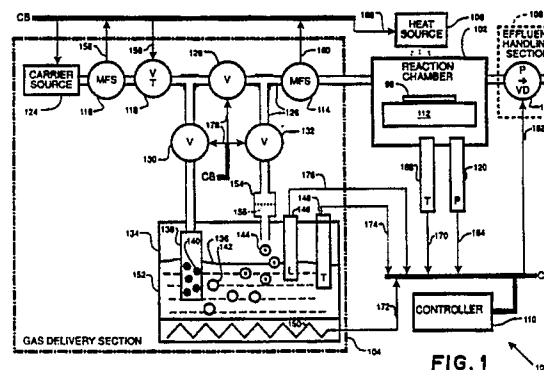 CB
168
HEAT SOURCE
108
106
EFFLUENT HANDLING SECTION
102
158
156
160
128
CARRIER SOURCE
124
MFS
116
V/T
118
V
MFS
114
REACTION CHAMBER
98
112
P → VD
126
178
130
V
132
V
CB
154
176
146
120
T
P
174
134
138
136
142
140
144
L
T
170
164
152
150
172
CONTROLLER
110
GAS DELIVERY SECTION
104
FIG. 1